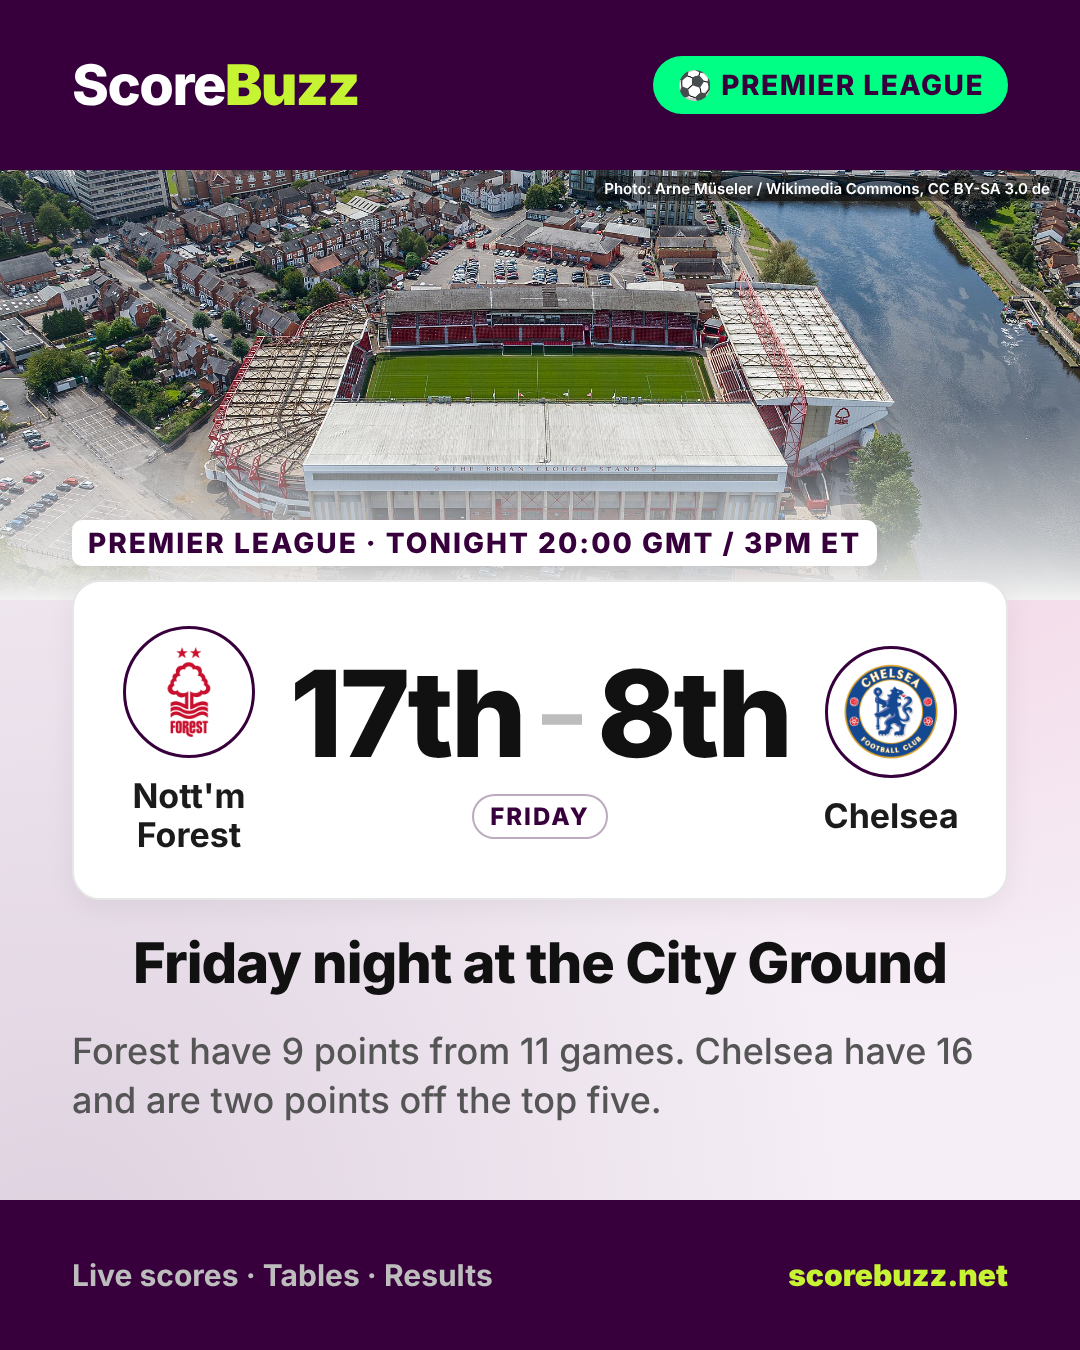 ScoreBuzz
⚽ PREMIER LEAGUE
Photo: Arne Müseler / Wikimedia Commons, CC BY-SA 3.0 de
THE BRIAN CLOUGH STAND
PREMIER LEAGUE · TONIGHT 20:00 GMT / 3PM ET
FOREST
Nott'm
Forest
17th - 8th
FRIDAY
CHELSEA
FOOTBALL CLUB
Chelsea
Friday night at the City Ground
Forest have 9 points from 11 games. Chelsea have 16
and are two points off the top five.
Live scores · Tables · Results
scorebuzz.net